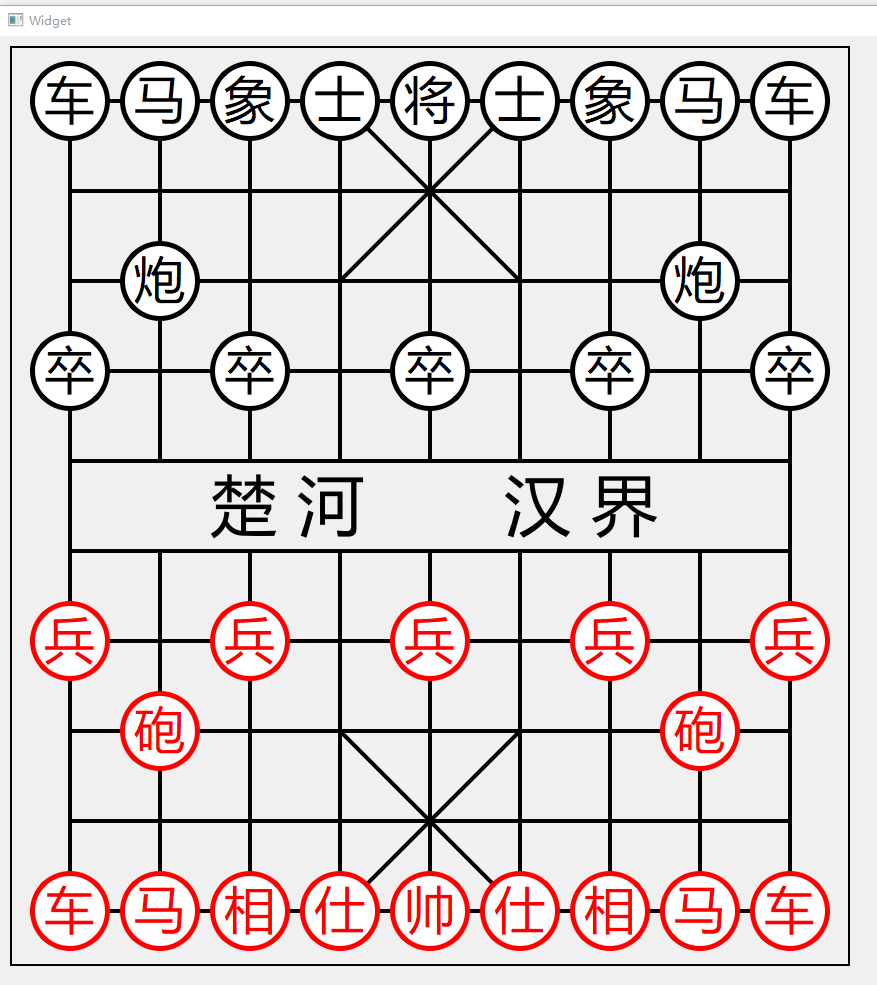 Widget
车 马 象 士 将 士 象 马 车
炮 炮
卒 卒 卒 卒 卒
楚河 汉界
兵 兵 兵 兵 兵
砲 砲
车 马 相 仕 帅 仕 相 马 车